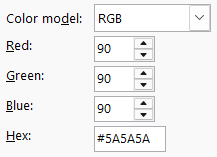 Color model: RGB
Red: 90
Green: 90
Blue: 90
Hex: #5A5A5A